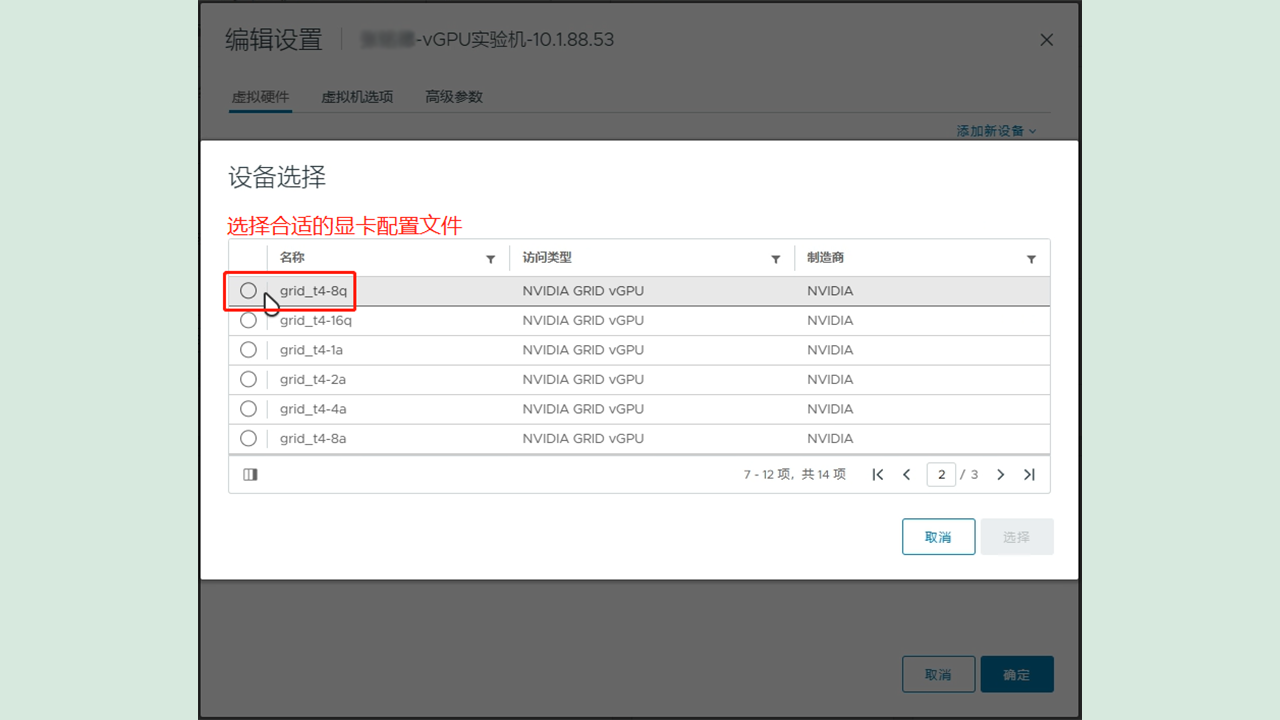 编辑设置 -vGPU实验机-10.1.88.53
虚拟硬件 虚拟机选项 高级参数
添加新设备
设备选择
选择合适的显卡配置文件
名称 访问类型 制造商
grid_t4-8q NVIDIA GRID vGPU NVIDIA
grid_t4-16q NVIDIA GRID vGPU NVIDIA
grid_t4-1a NVIDIA GRID vGPU NVIDIA
grid_t4-2a NVIDIA GRID vGPU NVIDIA
grid_t4-4a NVIDIA GRID vGPU NVIDIA
grid_t4-8a NVIDIA GRID vGPU NVIDIA
7 - 12 项，共 14 项 2 / 3
取消 选择
取消 确定